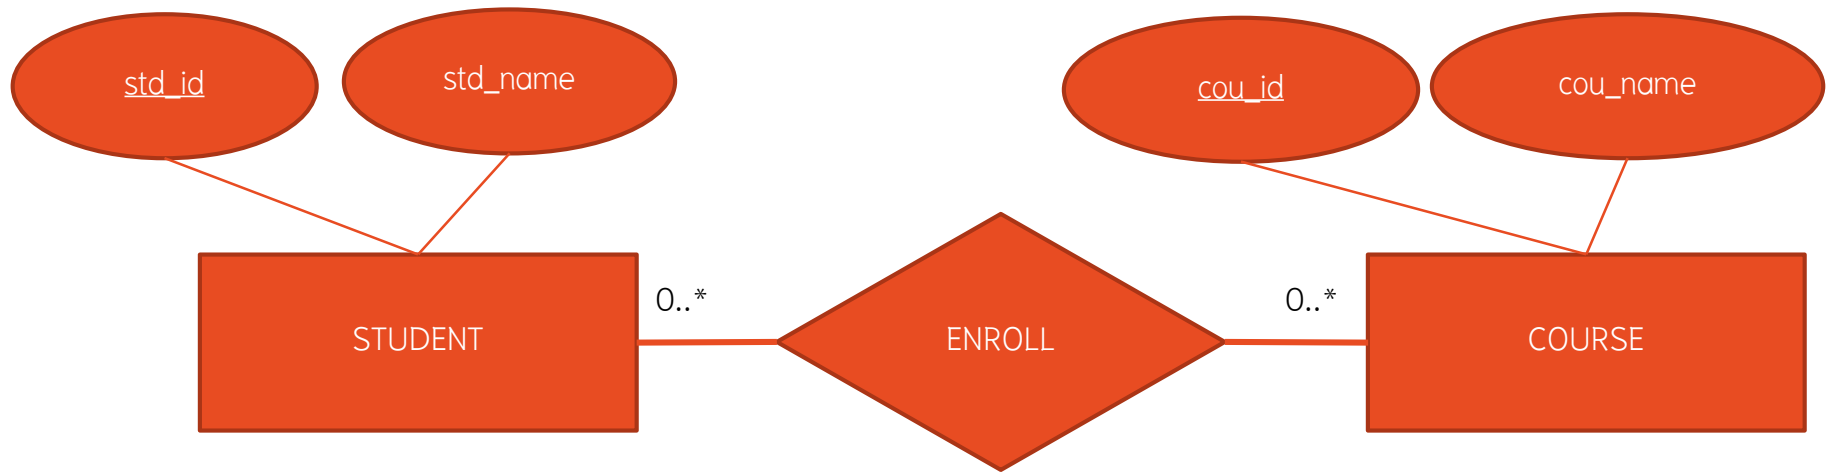 std_id
std_name
cou_id
cou_name
STUDENT
0..*
ENROLL
0..*
COURSE